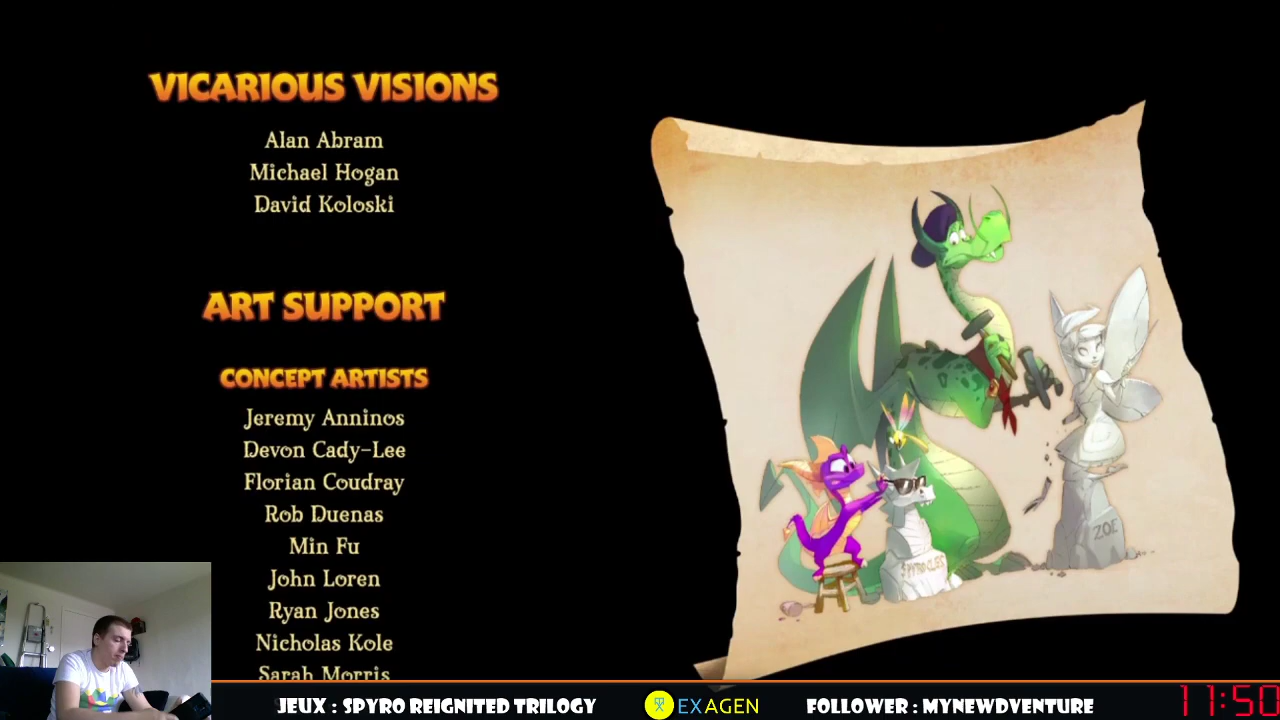 VICARIOUS VISIONS
Alan Abram
Michael Hogan
David Koloski
ART SUPPORT
CONCEPT ARTISTS
Jeremy Anninos
Devon Cady-Lee
Florian Coudray
Rob Duenas
Min Fu
John Loren
Ryan Jones
Nicholas Kole
Sarah Morris
ZOE
SPYROCLES
JEUX : SPYRO REIGNITED TRILOGY
EXAGEN
FOLLOWER : MYNEWDVENTURE
11:50